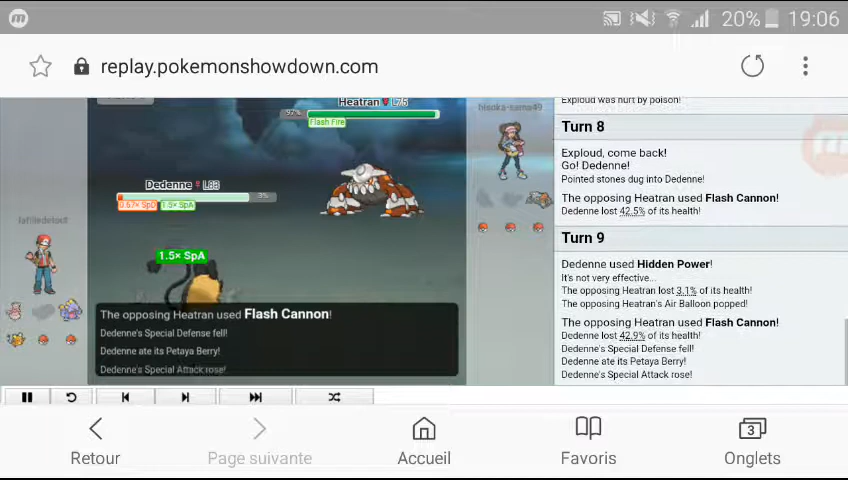 20% 19:06
replay.pokemonshowdown.com
Heatran L75
92%
Flash Fire
hisoka-sama49
Dedenne L88
3%
0.67× SpD 1.5× SpA
lafilledetout
1.5× SpA
The opposing Heatran used Flash Cannon!
Dedenne's Special Defense fell!
Dedenne ate its Petaya Berry!
Dedenne's Special Attack rose!
Exploud was hurt by poison!
Turn 8
Exploud, come back!
Go! Dedenne!
Pointed stones dug into Dedenne!
The opposing Heatran used Flash Cannon!
Dedenne lost 42.5% of its health!
Turn 9
Dedenne used Hidden Power!
It's not very effective...
The opposing Heatran lost 3.1% of its health!
The opposing Heatran's Air Balloon popped!
The opposing Heatran used Flash Cannon!
Dedenne lost 42.9% of its health!
Dedenne's Special Defense fell!
Dedenne ate its Petaya Berry!
Dedenne's Special Attack rose!
3
Retour Page suivante Accueil Favoris Onglets